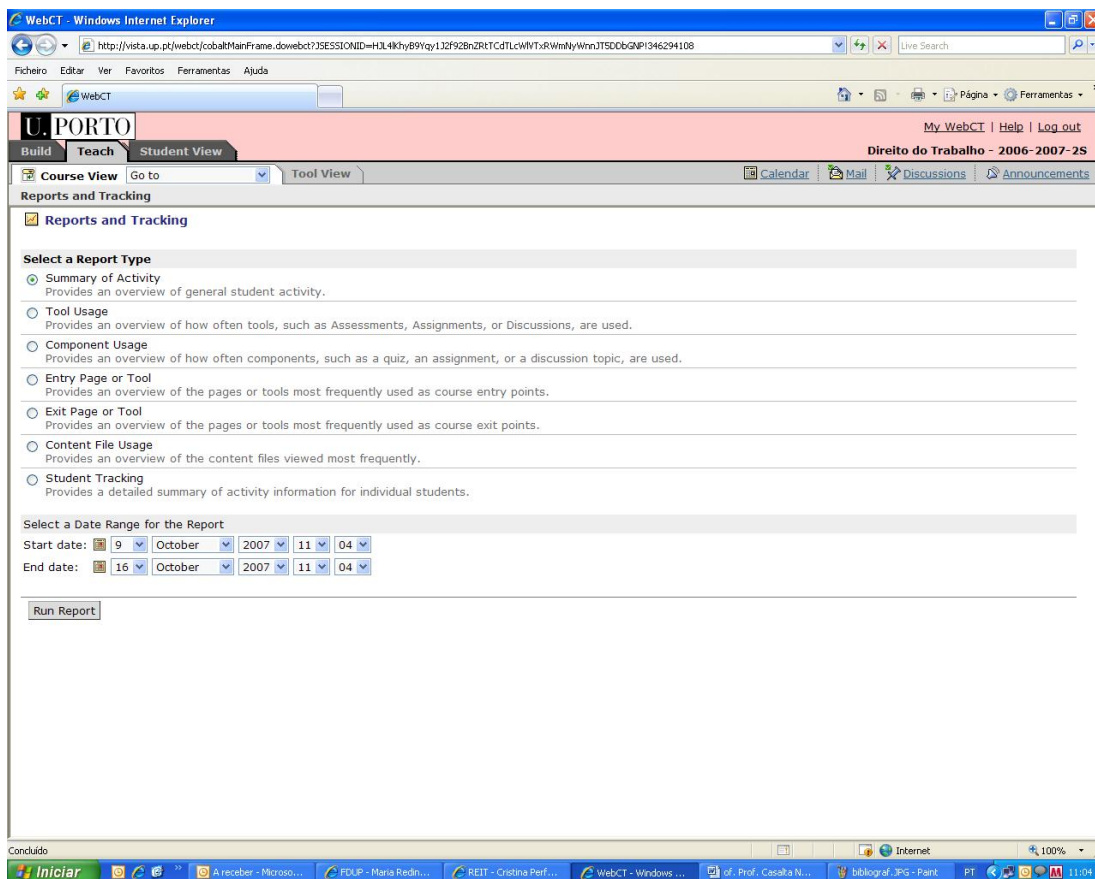 WebCT - Windows Internet Explorer
http://vista.up.pt/webct/cobaltMainFrame.dowebct?JSESSIONID=HJL4lKhyB9Yqy1J2f92BnZRtTCdTLcWlVTxRWmNyWnnJT5DDbGNP!346294108
Live Search
Ficheiro Editar Ver Favoritos Ferramentas Ajuda
WebCT
Página Ferramentas
U. PORTO
My WebCT | Help | Log out
Build Teach Student View
Direito do Trabalho - 2006-2007-2S
Course View Go to Tool View Calendar Mail Discussions Announcements
Reports and Tracking
Reports and Tracking
Select a Report Type
Summary of Activity
Provides an overview of general student activity.
Tool Usage
Provides an overview of how often tools, such as Assessments, Assignments, or Discussions, are used.
Component Usage
Provides an overview of how often components, such as a quiz, an assignment, or a discussion topic, are used.
Entry Page or Tool
Provides an overview of the pages or tools most frequently used as course entry points.
Exit Page or Tool
Provides an overview of the pages or tools most frequently used as course exit points.
Content File Usage
Provides an overview of the content files viewed most frequently.
Student Tracking
Provides a detailed summary of activity information for individual students.
Select a Date Range for the Report
Start date: 9 October 2007 11 04
End date: 16 October 2007 11 04
Run Report
Concluído Internet 100%
Iniciar A receber - Microso... FDUP - Maria Redin... REIT - Cristina Perf... WebCT - Windows ... of. Prof. Casalta N... bibliograf.JPG - Paint PT 11:04